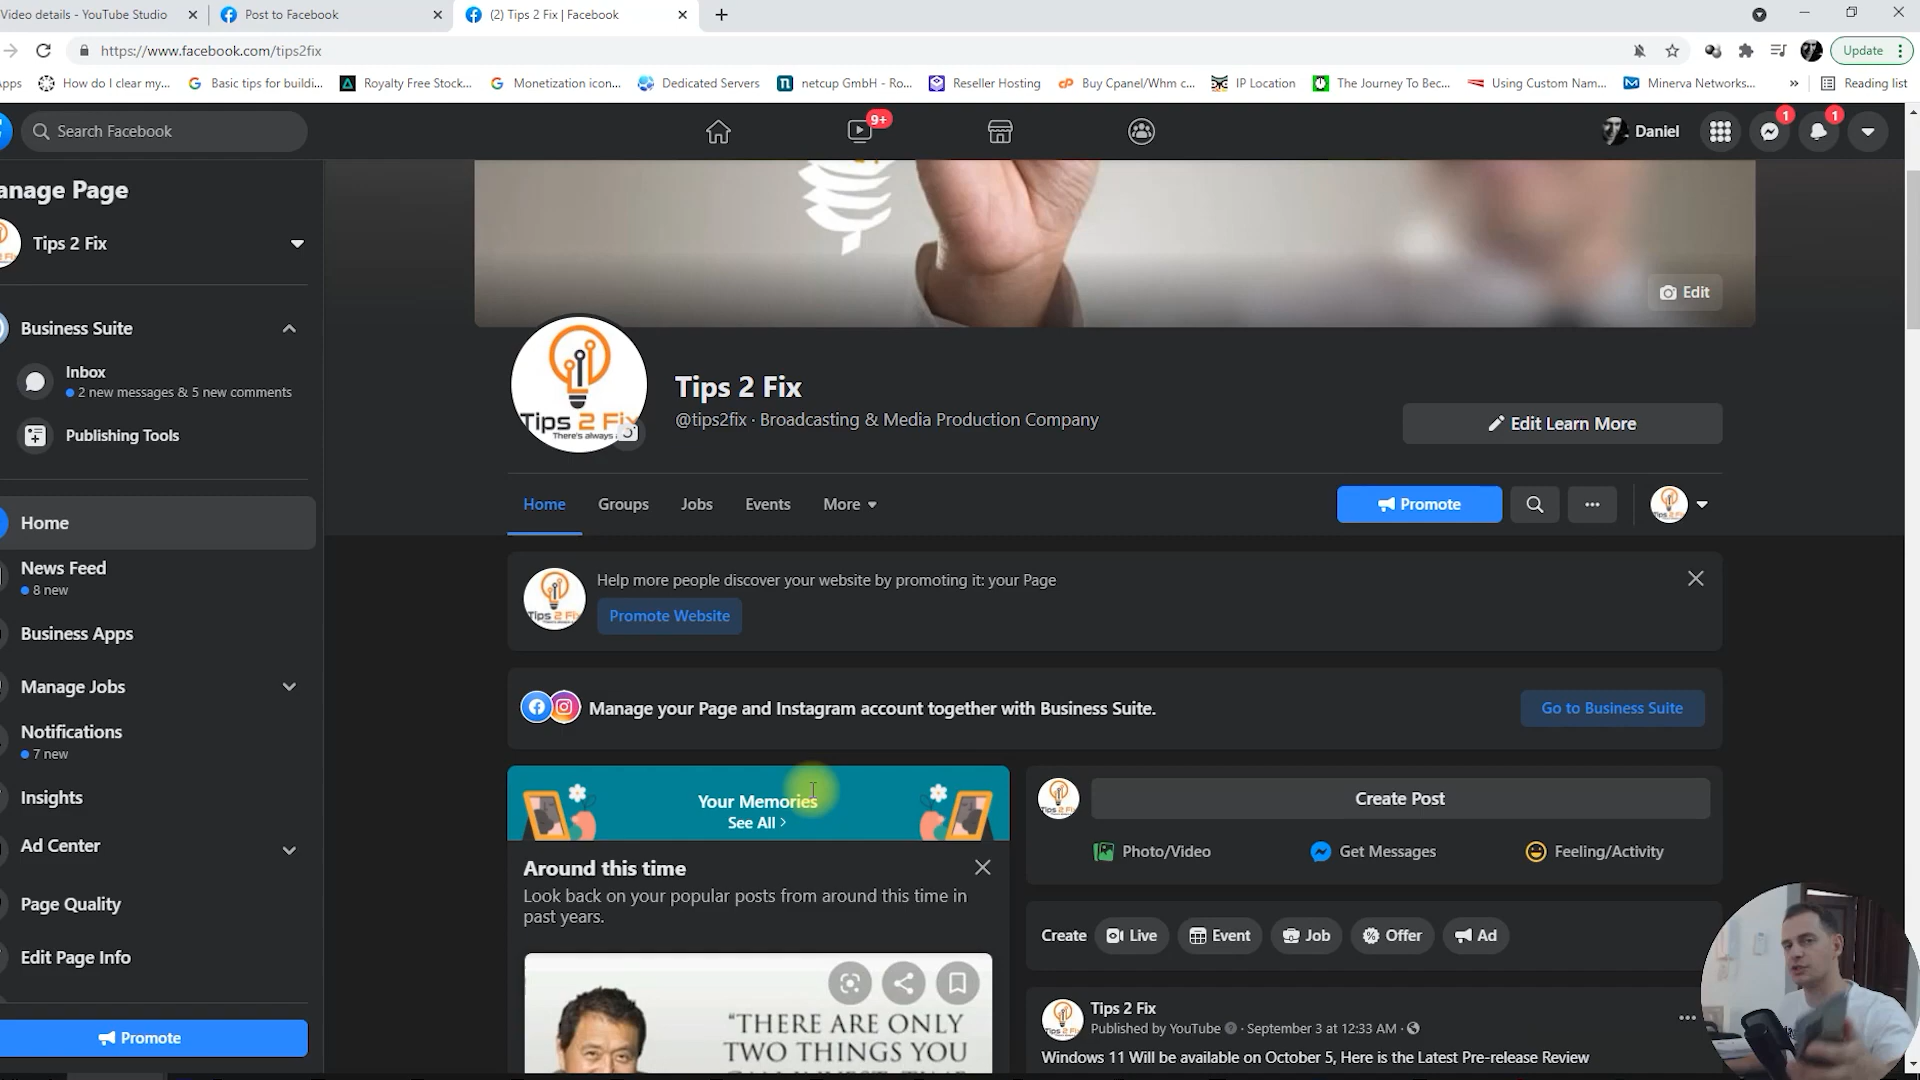 Video details - YouTube Studio
Post to Facebook
(2) Tips 2 Fix | Facebook
https://www.facebook.com/tips2fix
Update
Apps
How do I clear my...
Basic tips for buildi...
Royalty Free Stock...
Monetization icon...
Dedicated Servers
netcup GmbH - Ro...
Reseller Hosting
Buy Cpanel/Whm c...
IP Location
The Journey To Bec...
Using Custom Nam...
Minerva Networks...
»
Reading list
Search Facebook
9+
Daniel
1
1
anage Page
Tips 2 Fix
Business Suite
Inbox
2 new messages & 5 new comments
Publishing Tools
Home
News Feed
8 new
Business Apps
Manage Jobs
Notifications
7 new
Insights
Ad Center
Page Quality
Edit Page Info
Promote
Edit
Tips 2 Fix
There's always
Tips 2 Fix
@tips2fix · Broadcasting & Media Production Company
Edit Learn More
Home
Groups
Jobs
Events
More
Promote
Help more people discover your website by promoting it: your Page
Promote Website
Manage your Page and Instagram account together with Business Suite.
Go to Business Suite
Your Memories
See All >
Around this time
Look back on your popular posts from around this time in
past years.
"THERE ARE ONLY
TWO THINGS YOU
Create Post
Photo/Video
Get Messages
Feeling/Activity
Create
Live
Event
Job
Offer
Ad
Tips 2 Fix
Published by YouTube · September 3 at 12:33 AM ·
Windows 11 Will be available on October 5, Here is the Latest Pre-release Review